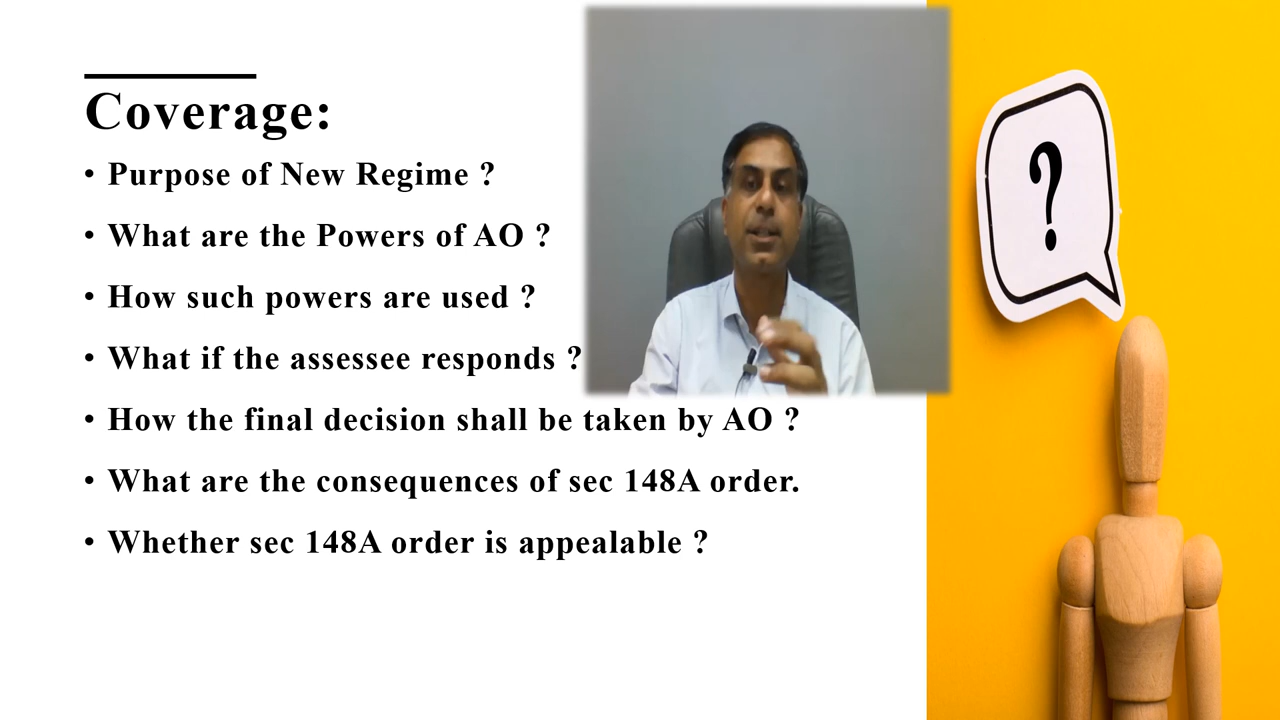 Coverage:
• Purpose of New Regime ?
• What are the Powers of AO ?
• How such powers are used ?
• What if the assessee responds ?
• How the final decision shall be taken by AO ?
• What are the consequences of sec 148A order.
• Whether sec 148A order is appealable ?
?